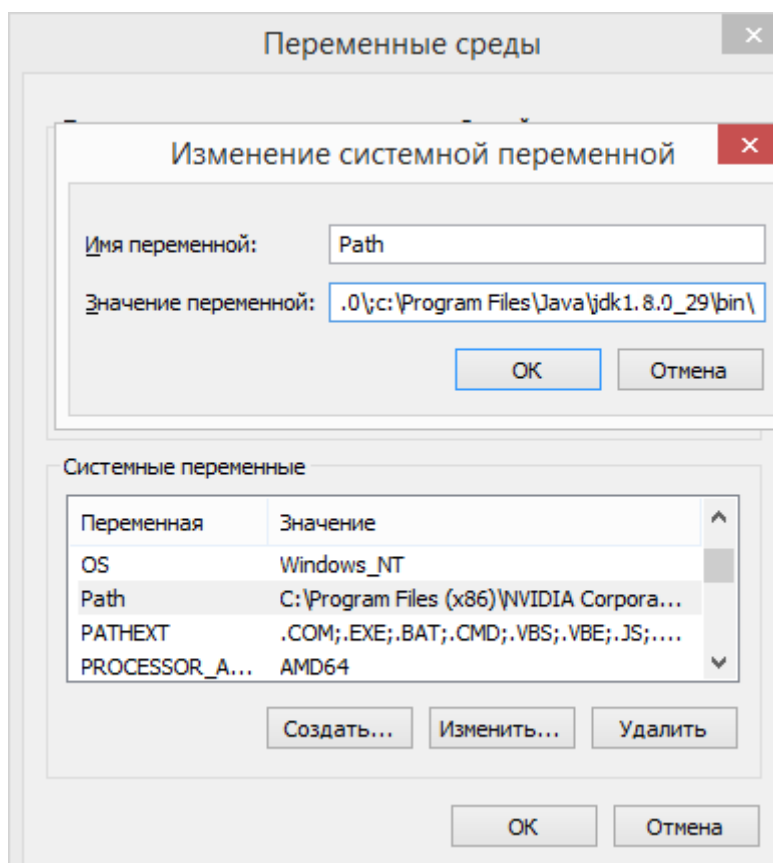 Переменные среды
Изменение системной переменной
Имя переменной: Path
Значение переменной: .0\;c:\Program Files\Java\jdk1.8.0_29\bin\
ОК Отмена
Системные переменные
Переменная Значение
OS Windows_NT
Path C:\Program Files (x86)\NVIDIA Corpora...
PATHEXT .COM;.EXE;.BAT;.CMD;.VBS;.VBE;.JS;....
PROCESSOR_A... AMD64
Создать... Изменить... Удалить
ОК Отмена